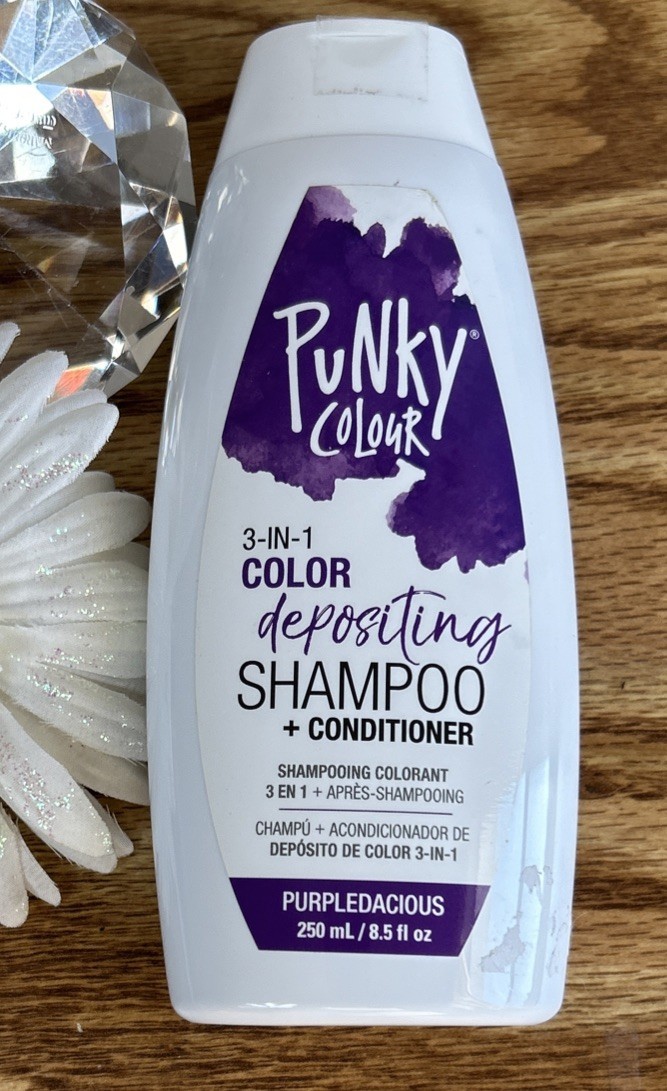 PUNKY®
COLOUR
3-IN-1
COLOR
depositing
SHAMPOO
+ CONDITIONER
SHAMPOOING COLORANT
3 EN 1 + APRÈS-SHAMPOOING
CHAMPÚ + ACONDICIONADOR DE
DEPÓSITO DE COLOR 3-IN-1
PURPLEDACIOUS
250 mL / 8.5 fl oz